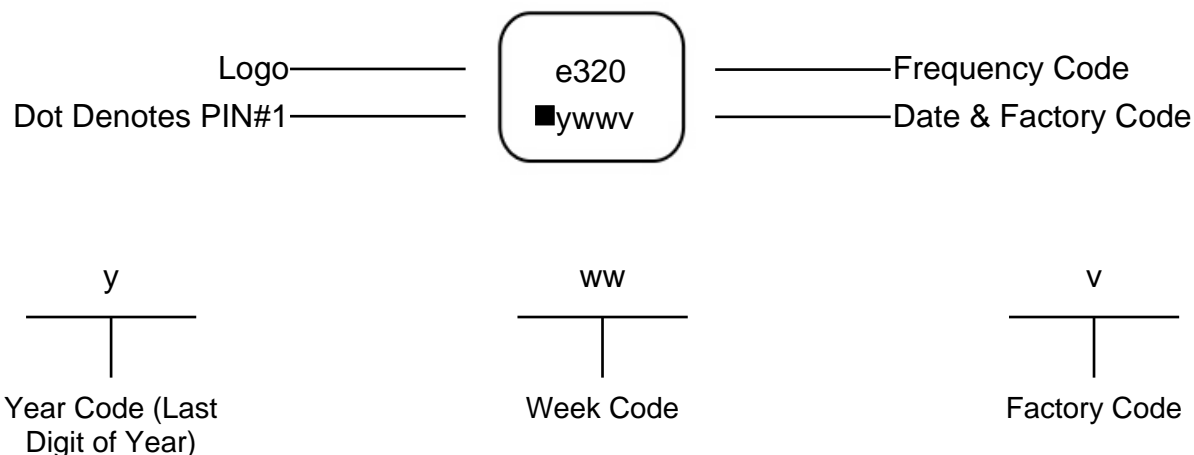 Logo e320 Frequency Code
Dot Denotes PIN#1 ■ywwv Date & Factory Code
y ww v
Year Code (Last Digit of Year)
Week Code
Factory Code